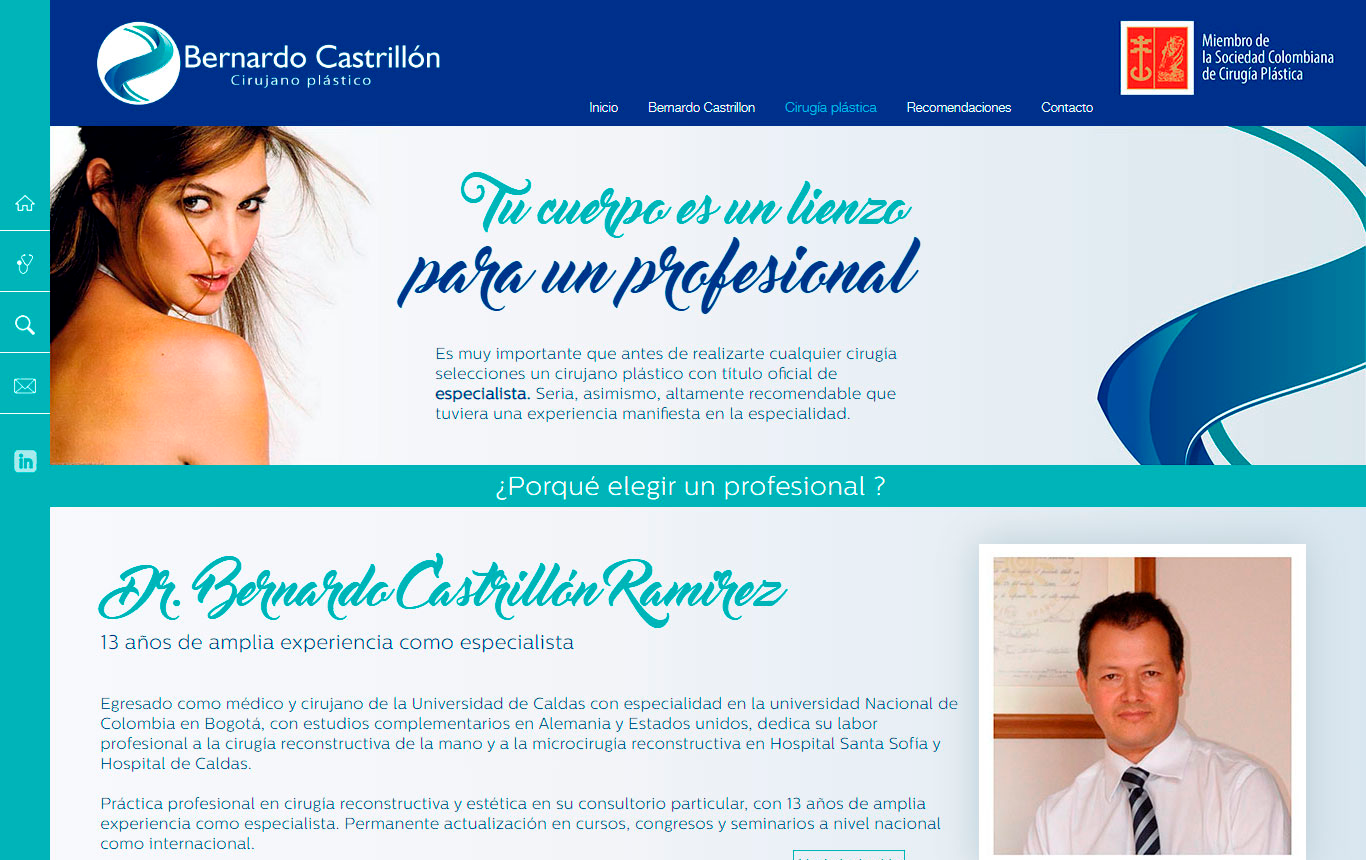 Bernardo Castrillón
Cirujano plástico
Miembro de
la Sociedad Colombiana
de Cirugía Plástica
Inicio Bernardo Castrillon Cirugía plástica Recomendaciones Contacto
Tu cuerpo es un lienzo
para un profesional
Es muy importante que antes de realizarte cualquier cirugía
selecciones un cirujano plástico con título oficial de
especialista. Seria, asimismo, altamente recomendable que
tuviera una experiencia manifiesta en la especialidad.
in
¿Porqué elegir un profesional ?
Dr. Bernardo Castrillón Ramirez
13 años de amplia experiencia como especialista
Egresado como médico y cirujano de la Universidad de Caldas con especialidad en la universidad Nacional de
Colombia en Bogotá, con estudios complementarios en Alemania y Estados unidos, dedica su labor
profesional a la cirugía reconstructiva de la mano y a la microcirugía reconstructiva en Hospital Santa Sofía y
Hospital de Caldas.
Práctica profesional en cirugía reconstructiva y estética en su consultorio particular, con 13 años de amplia
experiencia como especialista. Permanente actualización en cursos, congresos y seminarios a nivel nacional
como internacional.